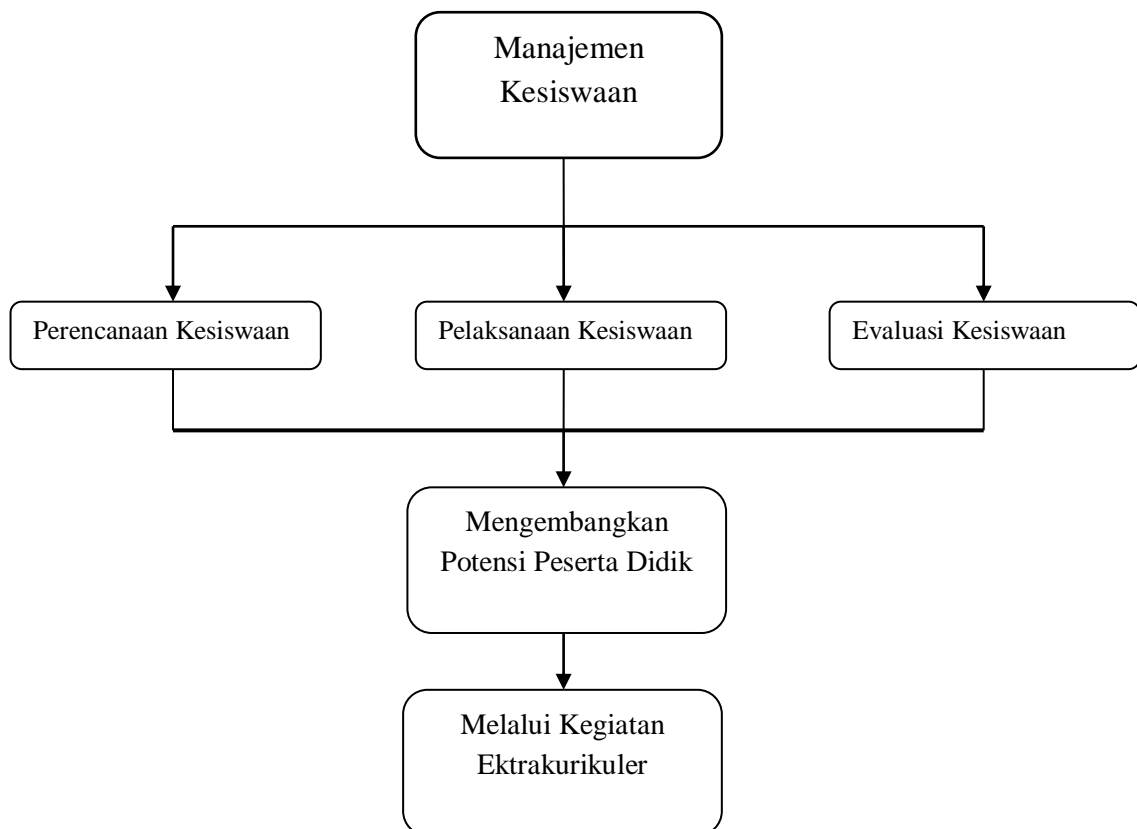 Manajemen
Kesiswaan
Perencanaan Kesiswaan
Pelaksanaan Kesiswaan
Evaluasi Kesiswaan
Mengembangkan
Potensi Peserta Didik
Melalui Kegiatan
Ektrakurikuler